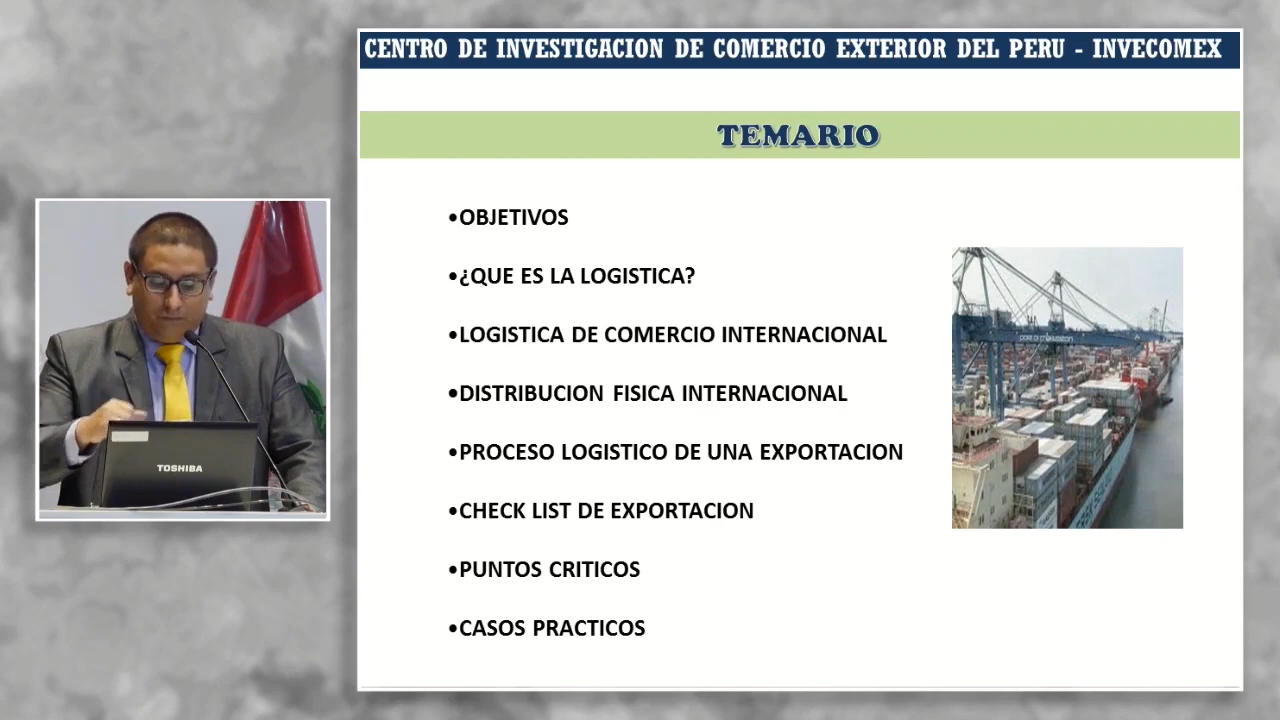 CENTRO DE INVESTIGACION DE COMERCIO EXTERIOR DEL PERU - INVECOMEX
TEMARIO
•OBJETIVOS
•¿QUE ES LA LOGISTICA?
•LOGISTICA DE COMERCIO INTERNACIONAL
•DISTRIBUCION FISICA INTERNACIONAL
•PROCESO LOGISTICO DE UNA EXPORTACION
•CHECK LIST DE EXPORTACION
•PUNTOS CRITICOS
•CASOS PRACTICOS
TOSHIBA